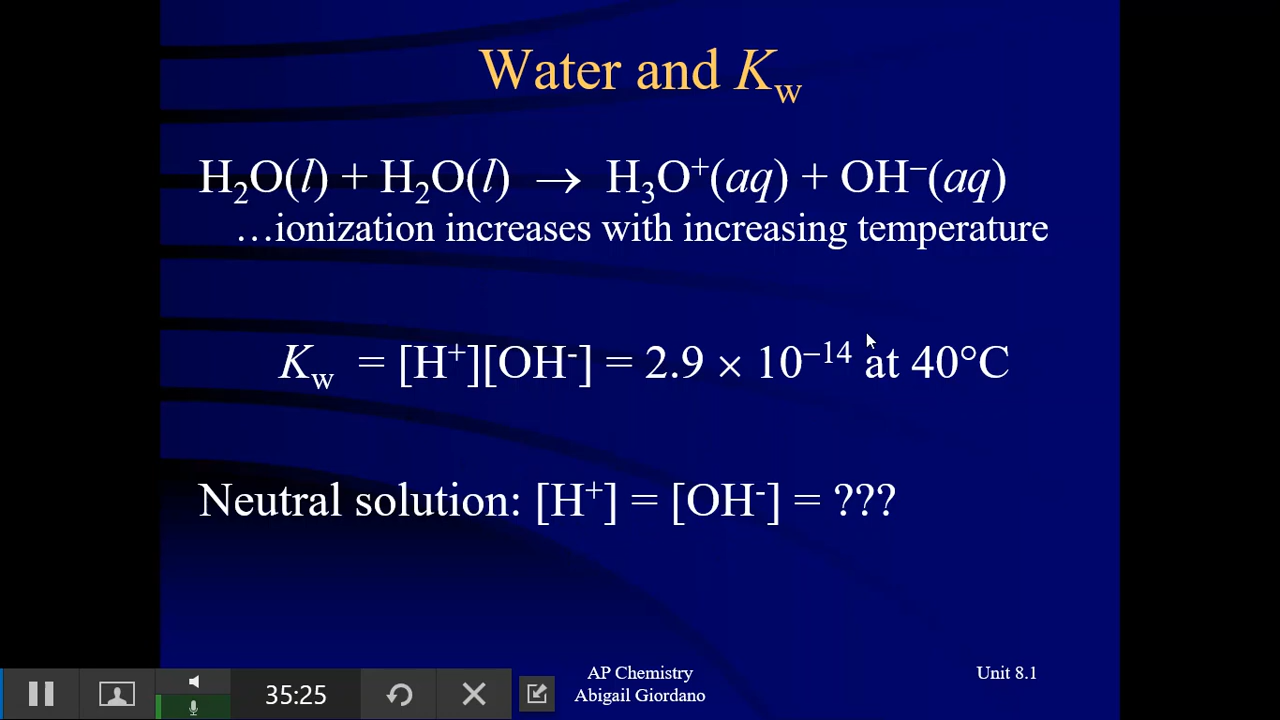 Water and Kw
H₂O(l) + H₂O(l) → H₃O⁺(aq) + OH⁻(aq)
…ionization increases with increasing temperature
Kw = [H⁺][OH⁻] = 2.9 × 10⁻¹⁴ at 40°C
Neutral solution: [H⁺] = [OH⁻] = ???
35:25
AP Chemistry
Abigail Giordano
Unit 8.1